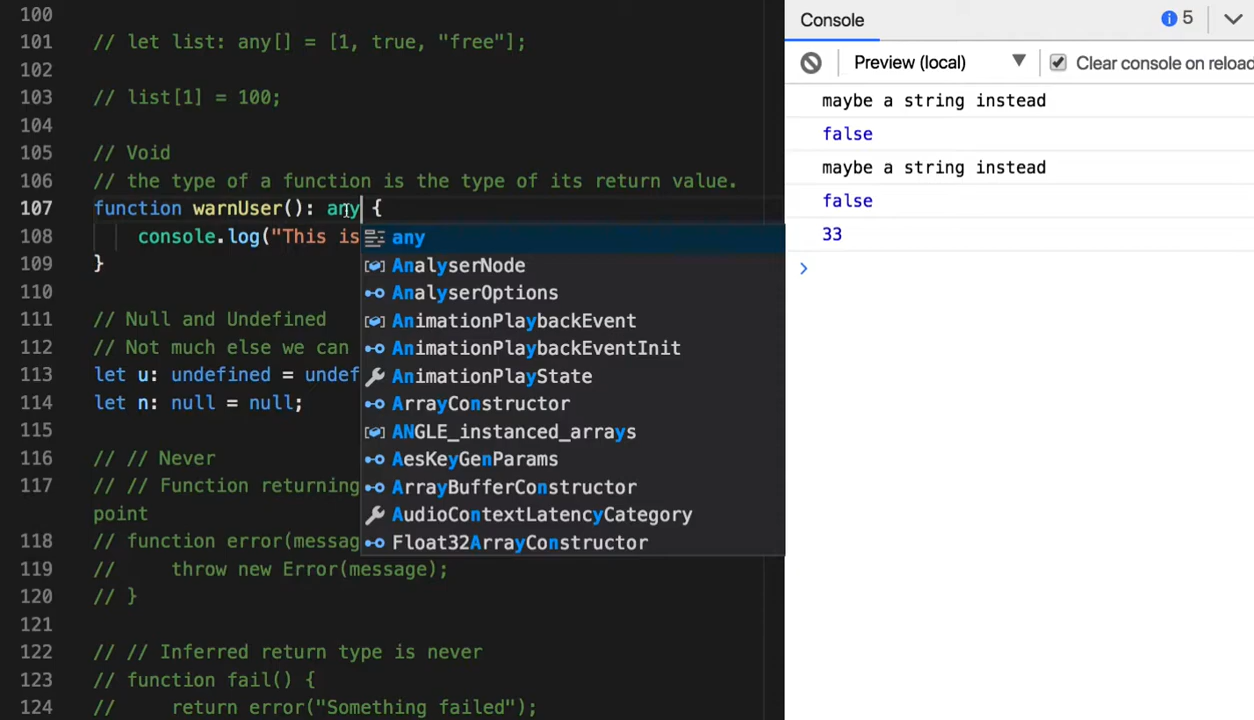 100
101 // let list: any[] = [1, true, "free"];
102
103 // list[1] = 100;
104
105 // Void
106 // the type of a function is the type of its return value.
107 function warnUser(): any {
108 console.log("This is
109 }
110
111 // Null and Undefined
112 // Not much else we can
113 let u: undefined = undef
114 let n: null = null;
115
116 // // Never
117 // // Function returning
point
118 // function error(messag
119 // throw new Error(message);
120 // }
121
122 // // Inferred return type is never
123 // function fail() {
124 // return error("Something failed");
any
AnalyserNode
AnalyserOptions
AnimationPlaybackEvent
AnimationPlaybackEventInit
AnimationPlayState
ArrayConstructor
ANGLE_instanced_arrays
AesKeyGenParams
ArrayBufferConstructor
AudioContextLatencyCategory
Float32ArrayConstructor
Console 5
Preview (local) Clear console on reload
maybe a string instead
false
maybe a string instead
false
33